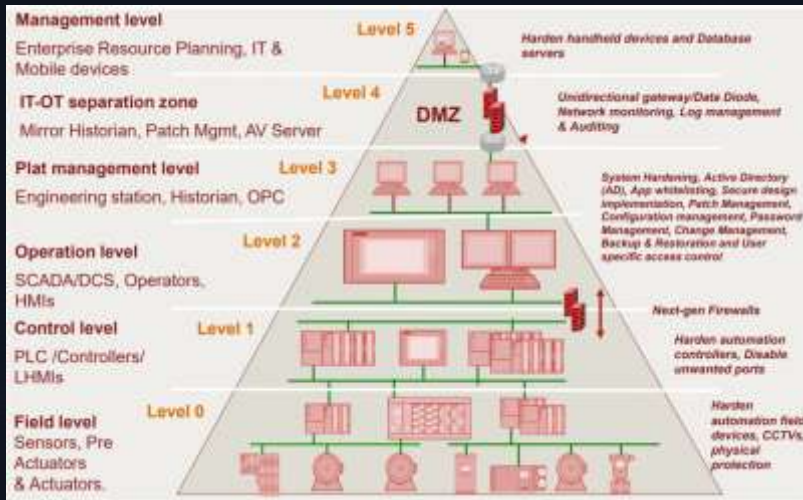 Management level
Enterprise Resource Planning, IT &
Mobile devices
Level 5
Harden handheld devices and Database
servers
IT-OT separation zone
Mirror Historian, Patch Mgmt, AV Server
Level 4
DMZ
Unidirectional gateway/Data Diode,
Network monitoring, Log management
& Auditing
Plat management level
Engineering station, Historian, OPC
Level 3
System Hardening, Active Directory
(AD), App whitelisting, Secure design
implementation, Patch Management,
Configuration management, Password
Management, Change Management,
Backup & Restoration and User
specific access control
Operation level
SCADA/DCS, Operators,
HMIs
Level 2
Next-gen Firewalls
Control level
PLC /Controllers/
LHMIs
Level 1
Harden automation
controllers, Disable
unwanted ports
Field level
Sensors, Pre
Actuators
& Actuators.
Level 0
Harden
automation field
devices, CCTVs,
physical
protection